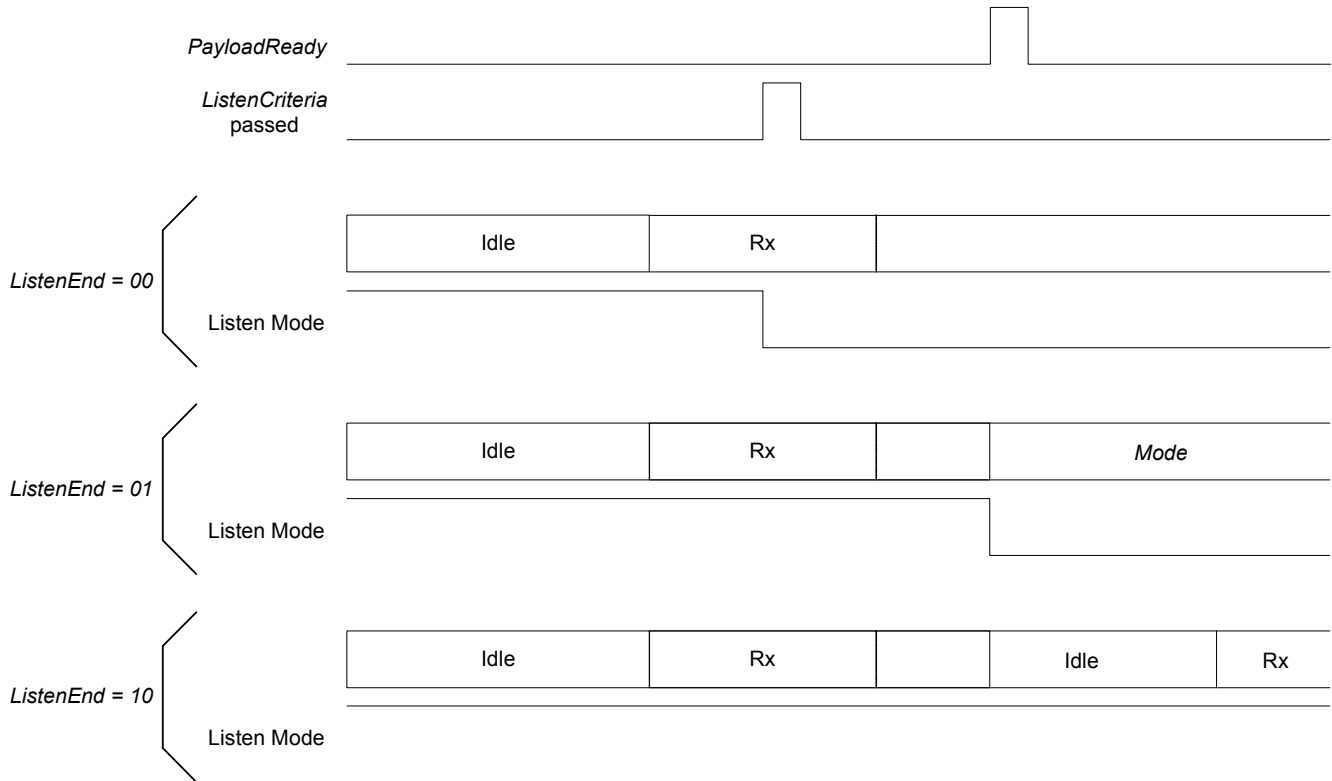 PayloadReady
ListenCriteria
passed
Idle
Rx
ListenEnd = 00
Listen Mode
Idle
Rx
Mode
ListenEnd = 01
Listen Mode
Idle
Rx
Idle
Rx
ListenEnd = 10
Listen Mode